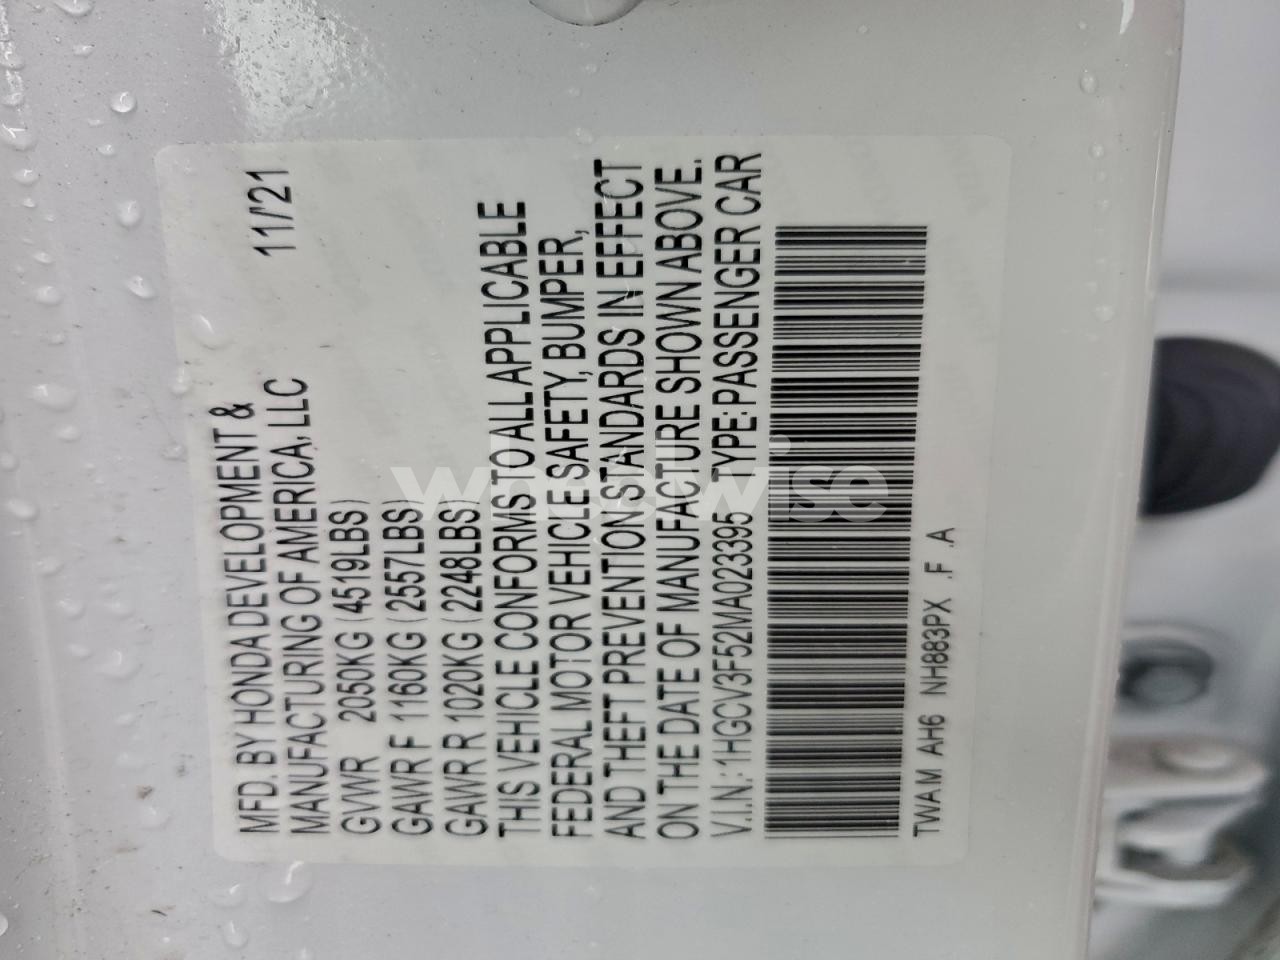 MFD. BY HONDA DEVELOPMENT & 11/21
MANUFACTURING OF AMERICA, LLC
GVWR 2050KG (4519LBS)
GAWR F 1160KG (2557LBS)
GAWR R 1020KG (2248LBS)
THIS VEHICLE CONFORMS TO ALL APPLICABLE
FEDERAL MOTOR VEHICLE SAFETY, BUMPER,
AND THEFT PREVENTION STANDARDS IN EFFECT
ON THE DATE OF MANUFACTURE SHOWN ABOVE.
V.I.N.: 1HGCV3F52MA023395 TYPE: PASSENGER CAR
TWAM AH6 NH883PX .F .A
wheelwise